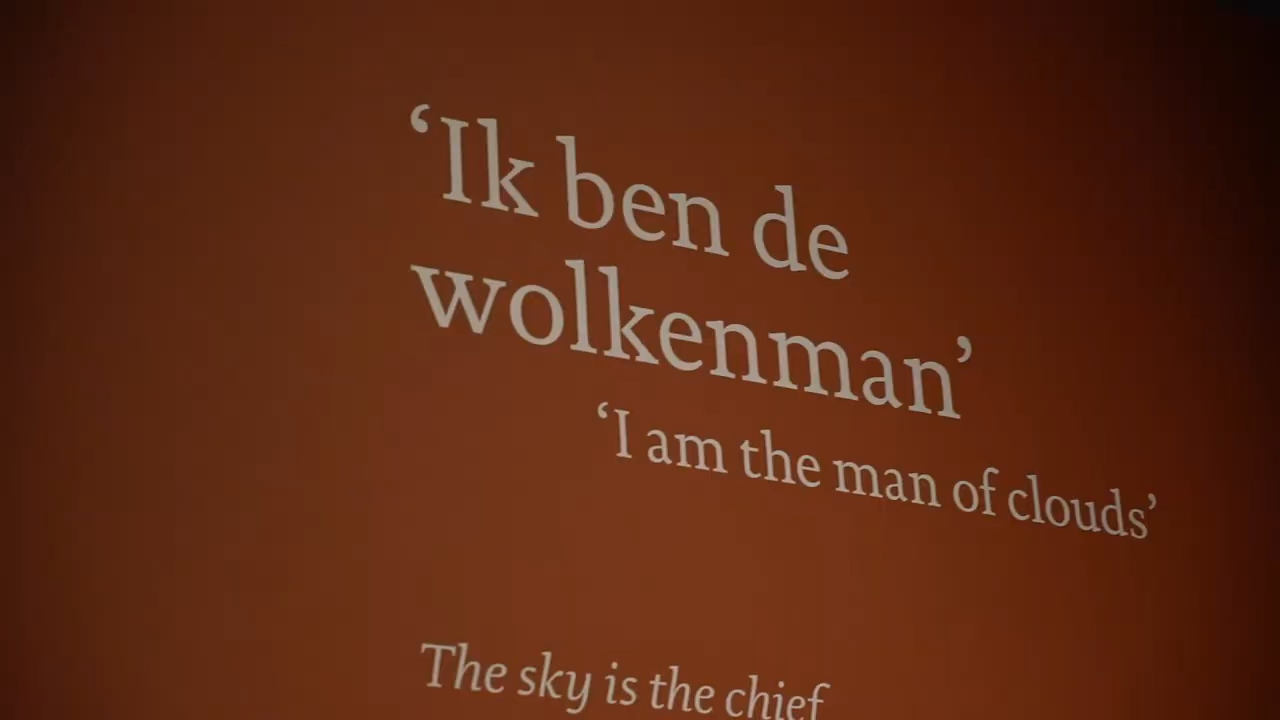 ‘Ik ben de
wolkenman’
‘I am the man of clouds’
The sky is the chief